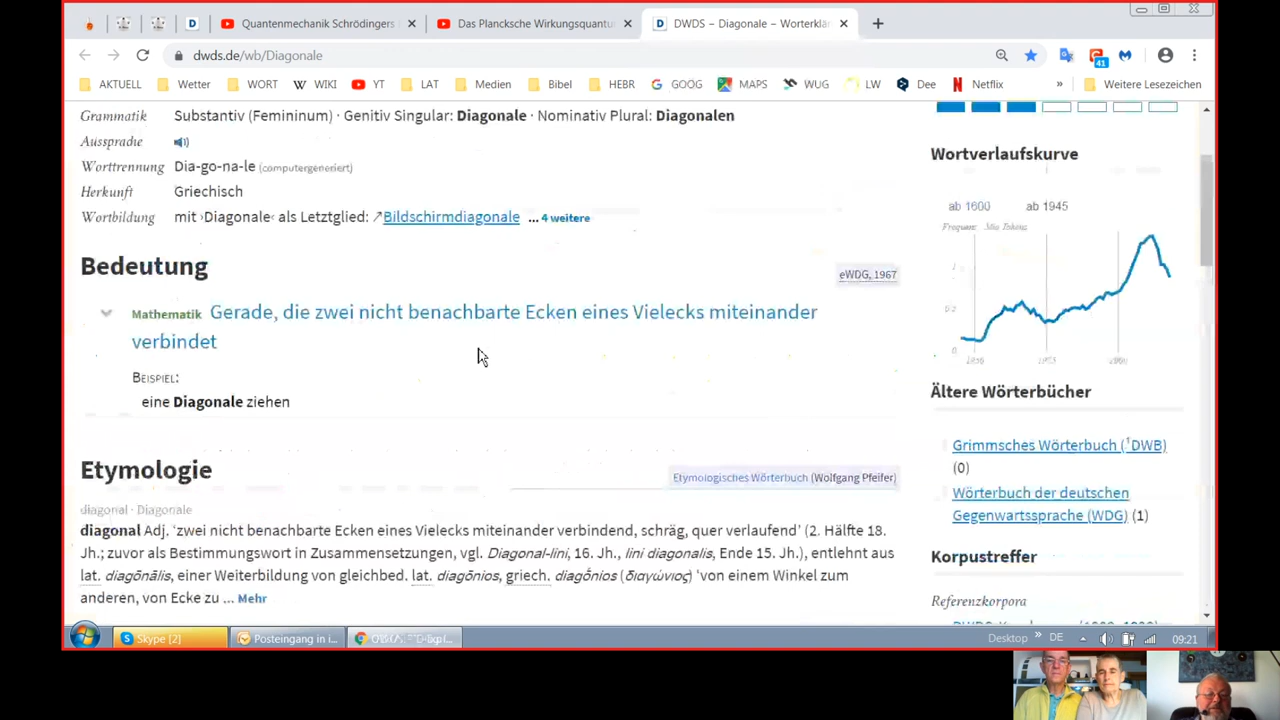 Quantenmechanik Schrödingers
Das Plancksche Wirkungsquantu
DWDS – Diagonale – Worterklä
dwds.de/wb/Diagonale
41
AKTUELL Wetter WORT WIKI YT LAT Medien Bibel HEBR GOOG MAPS WUG LW Dee Netflix » Weitere Lesezeichen
Grammatik Substantiv (Femininum) · Genitiv Singular: Diagonale · Nominativ Plural: Diagonalen
Aussprache
Worttrennung Dia-go-na-le (computergeneriert)
Herkunft Griechisch
Wortbildung mit ›Diagonale‹ als Letztglied: ↗Bildschirmdiagonale ... 4 weitere
Bedeutung
eWDG, 1967
Mathematik Gerade, die zwei nicht benachbarte Ecken eines Vielecks miteinander
verbindet
BEISPIEL:
eine Diagonale ziehen
Etymologie
Etymologisches Wörterbuch (Wolfgang Pfeifer)
diagonal · Diagonale
diagonal Adj. ‘zwei nicht benachbarte Ecken eines Vielecks miteinander verbindend, schräg, quer verlaufend’ (2. Hälfte 18.
Jh.; zuvor als Bestimmungswort in Zusammensetzungen, vgl. Diagonal-lini, 16. Jh., lini diagonalis, Ende 15. Jh.), entlehnt aus
lat. diagōnālis, einer Weiterbildung von gleichbed. lat. diagōnios, griech. diagṓnios (διαγώνιος) ‘von einem Winkel zum
anderen, von Ecke zu ... Mehr
Wortverlaufskurve
ab 1600 ab 1945
1950 1975 2000
Ältere Wörterbücher
Grimmsches Wörterbuch (¹DWB)
(0)
Wörterbuch der deutschen
Gegenwartssprache (WDG) (1)
Korpustreffer
Referenzkorpora
Skype [2]
Posteingang in i...
Desktop » DE
09:21